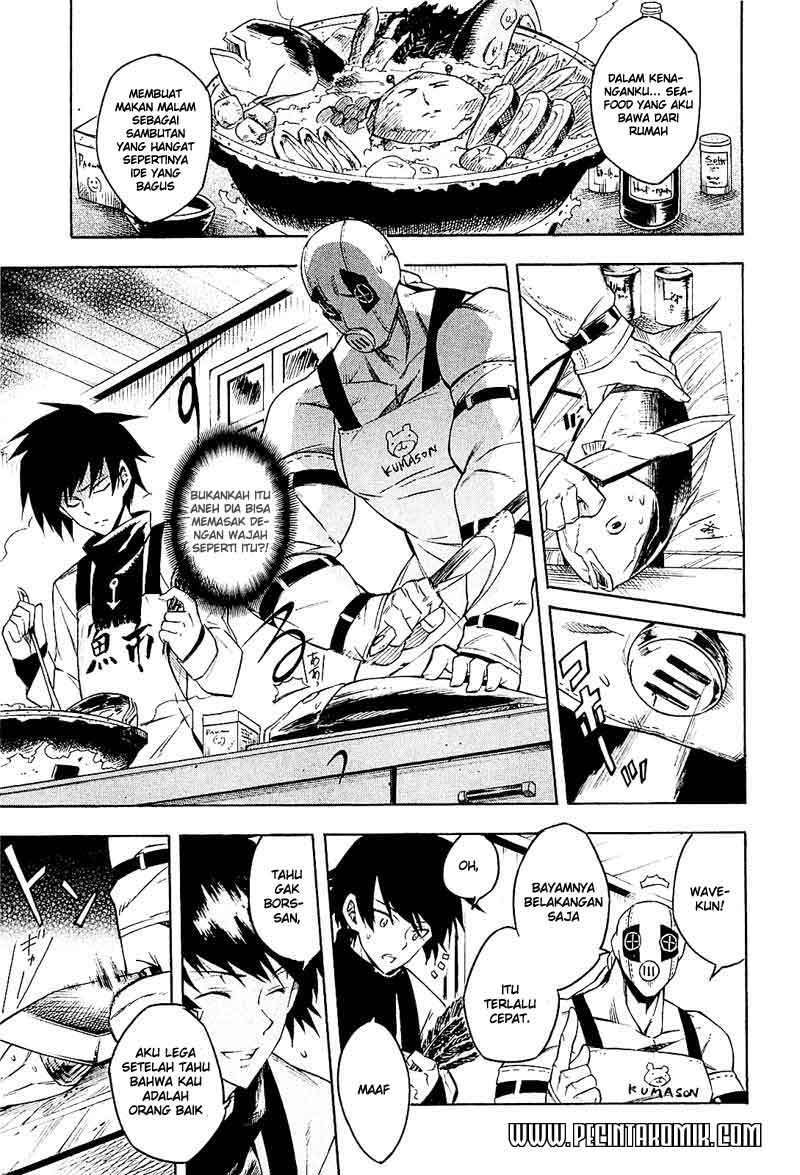 DALAM KENA-
NGANKU... SEA-
FOOD YANG AKU
BAWA DARI
RUMAH
MEMBUAT
MAKAN MALAM
SEBAGAI
SAMBUTAN
YANG HANGAT
SEPERTINYA
IDE YANG
BAGUS
KUMASON
BUKANKAH ITU
ANEH DIA BISA
MEMASAK DE-
NGAN WAJAH
SEPERTI ITU?!
魚市
WAVE-
KUN!
BAYAMNYA
BELAKANGAN
SAJA
ITU
TERLALU
CEPAT.
KUMASON
OH,
MAAF
TAHU
GAK
BORS-
SAN,
AKU LEGA
SETELAH TAHU
BAHWA KAU
ADALAH
ORANG BAIK
WWW.PECINTAKOMIK.COM